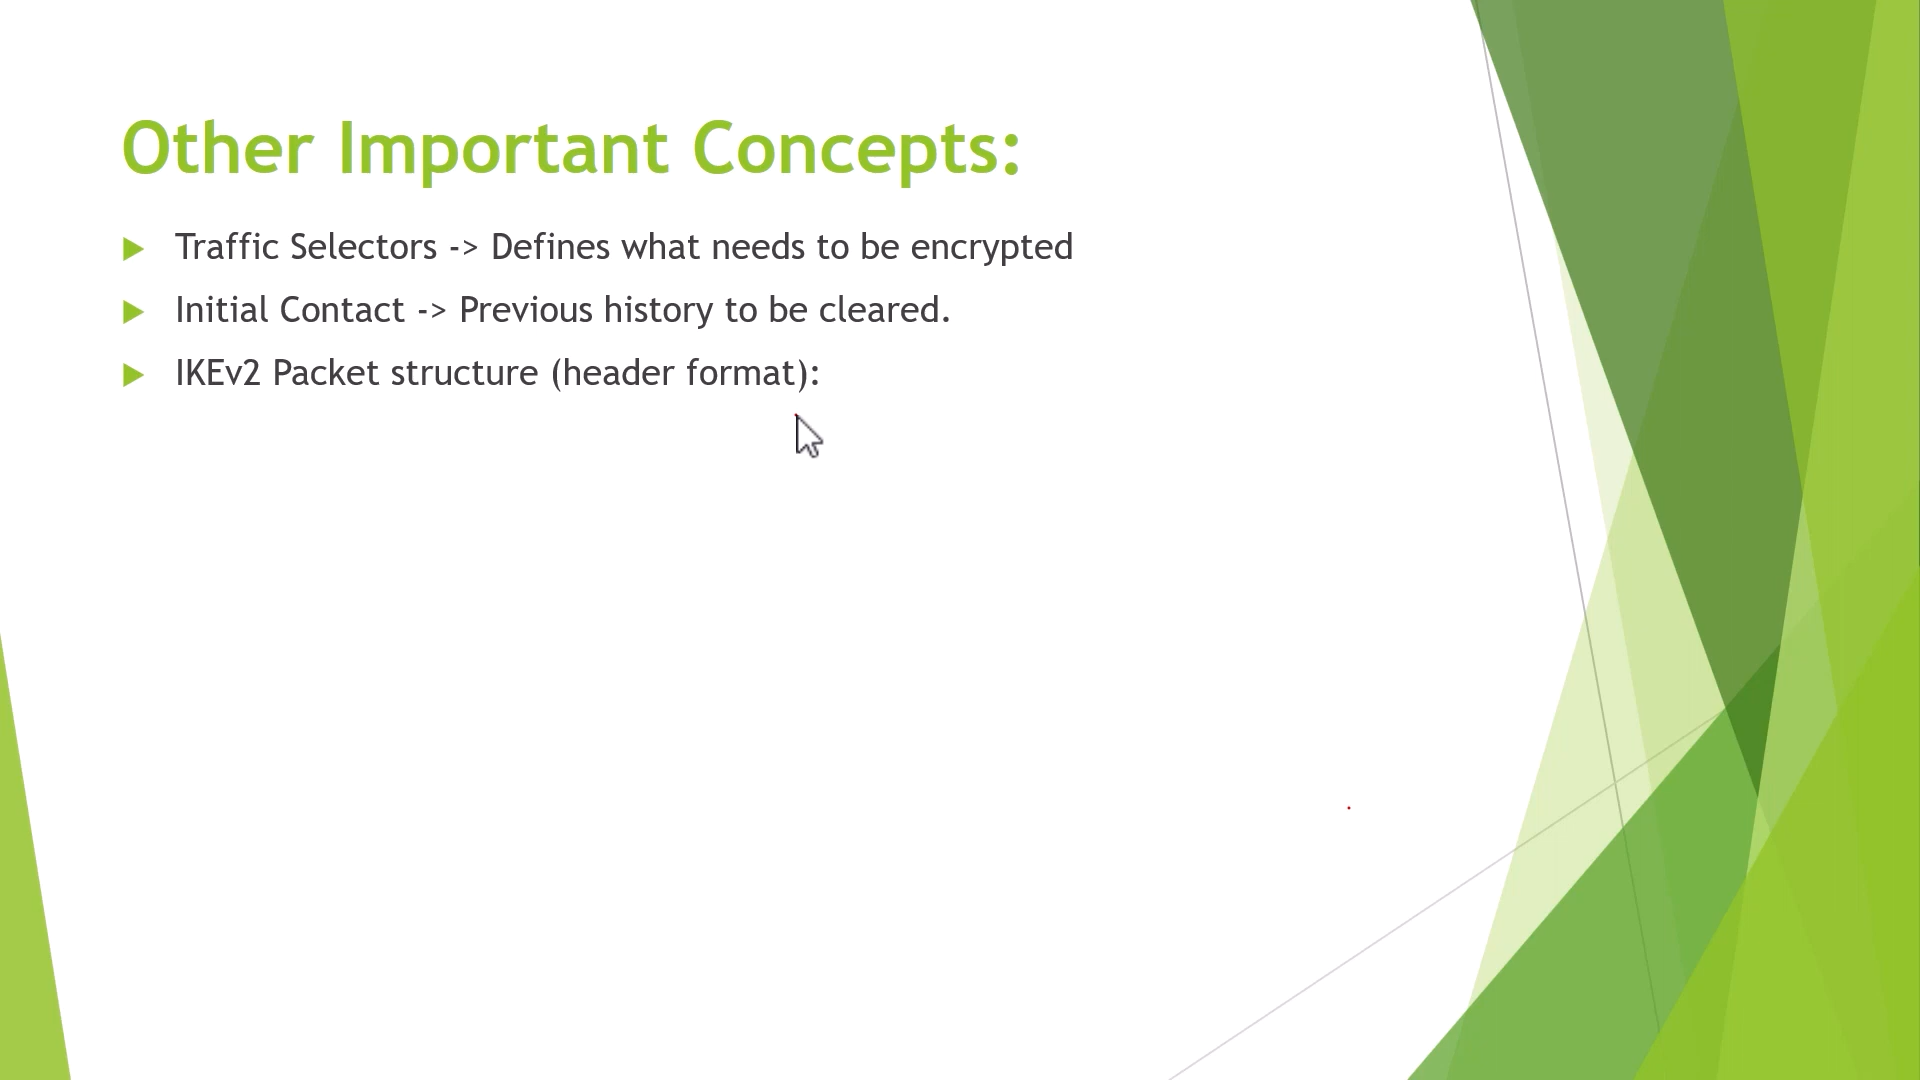 Other Important Concepts:
Traffic Selectors -> Defines what needs to be encrypted
Initial Contact -> Previous history to be cleared.
IKEv2 Packet structure (header format):